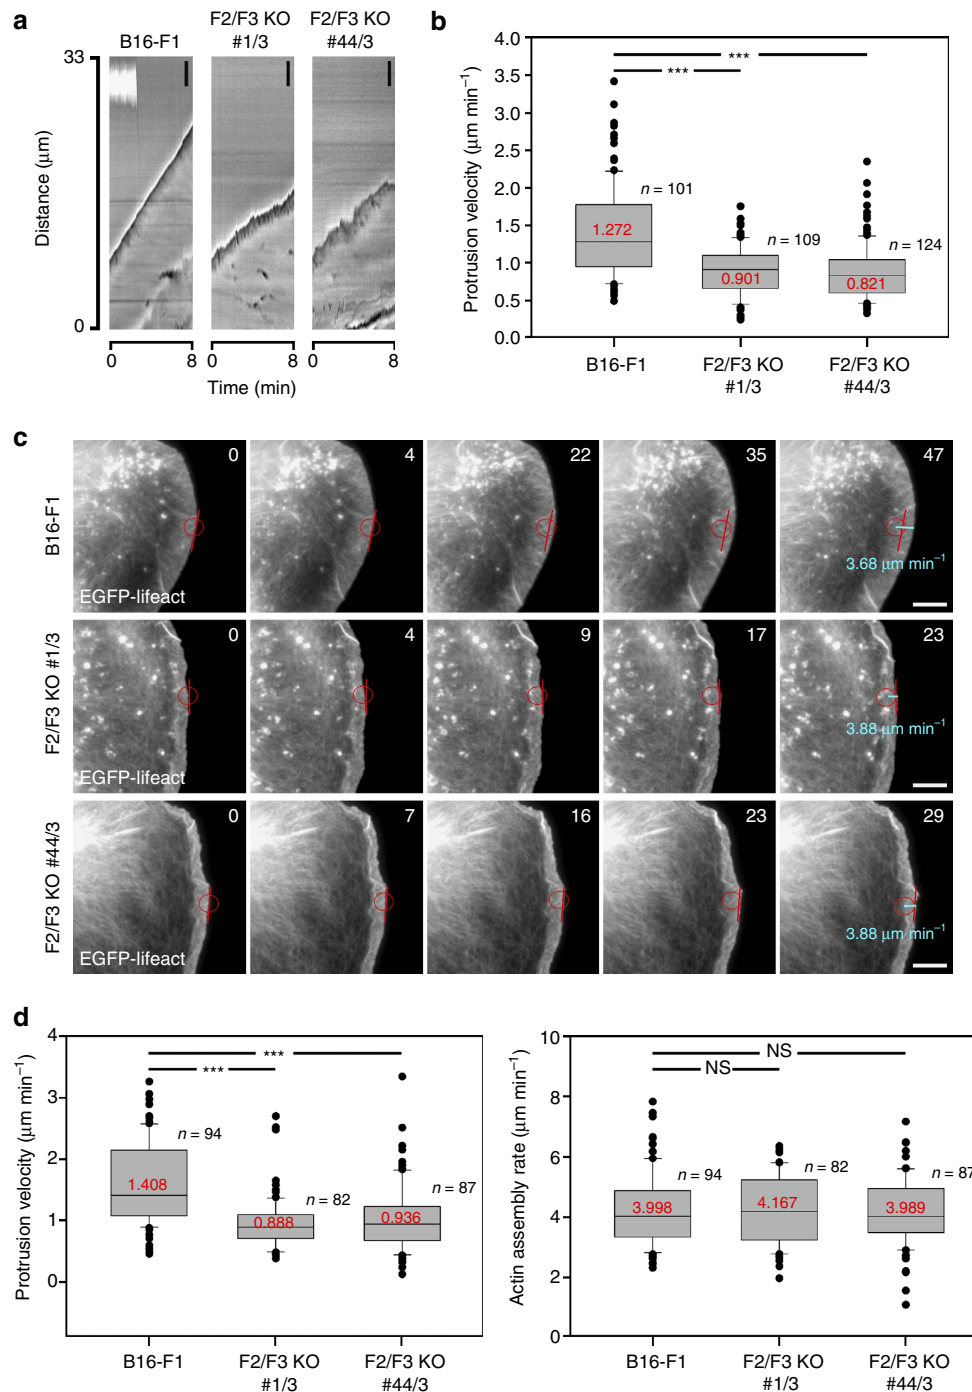 a
B16-F1
F2/F3 KO
#1/3
F2/F3 KO
#44/3
33
0
Distance (μm)
0 8
0 8
0 8
Time (min)
b
4.0
3.5
3.0
2.5
2.0
1.5
1.0
0.5
0.0
Protrusion velocity (μm min⁻¹)
***
***
n = 101
n = 109
n = 124
1.272
0.901
0.821
B16-F1
F2/F3 KO
#1/3
F2/F3 KO
#44/3
c
B16-F1
0 4 22 35 47
3.68 μm min⁻¹
EGFP-lifeact
F2/F3 KO #1/3
0 4 9 17 23
3.88 μm min⁻¹
EGFP-lifeact
F2/F3 KO #44/3
0 7 16 23 29
3.88 μm min⁻¹
EGFP-lifeact
d
4
3
2
1
0
Protrusion velocity (μm min⁻¹)
***
***
n = 94
n = 82
n = 87
1.408
0.888
0.936
B16-F1
F2/F3 KO
#1/3
F2/F3 KO
#44/3
10
8
6
4
2
0
Actin assembly rate (μm min⁻¹)
NS
NS
n = 94
n = 82
n = 87
3.998
4.167
3.989
B16-F1
F2/F3 KO
#1/3
F2/F3 KO
#44/3